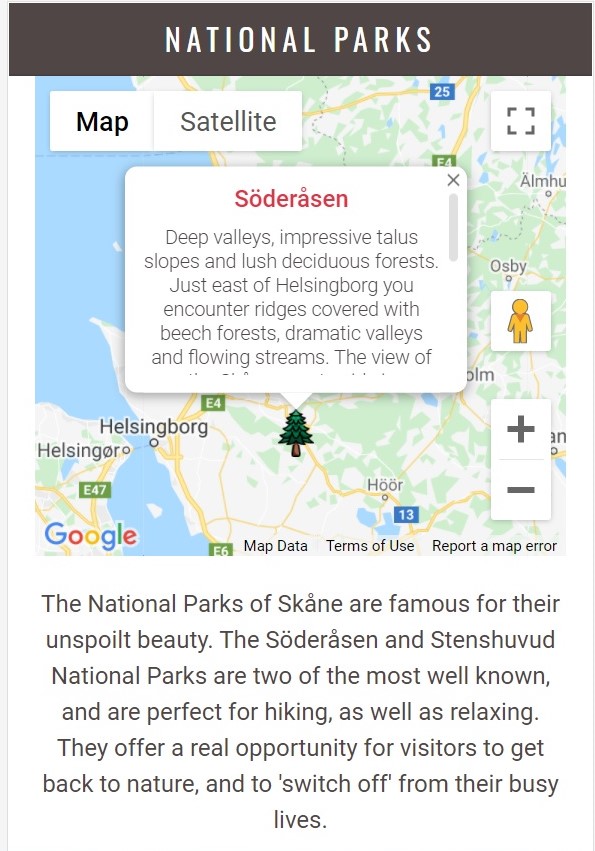 NATIONAL PARKS
Map
Satellite
25
E4
Älmhu
Söderåsen
Deep valleys, impressive talus
slopes and lush deciduous forests.
Just east of Helsingborg you
encounter ridges covered with
beech forests, dramatic valleys
and flowing streams. The view of
Osby
olm
E4
Helsingborg
Helsingør
an
E47
Höör
13
Google
E6
Map Data
Terms of Use
Report a map error
The National Parks of Skåne are famous for their
unspoilt beauty. The Söderåsen and Stenshuvud
National Parks are two of the most well known,
and are perfect for hiking, as well as relaxing.
They offer a real opportunity for visitors to get
back to nature, and to 'switch off' from their busy
lives.